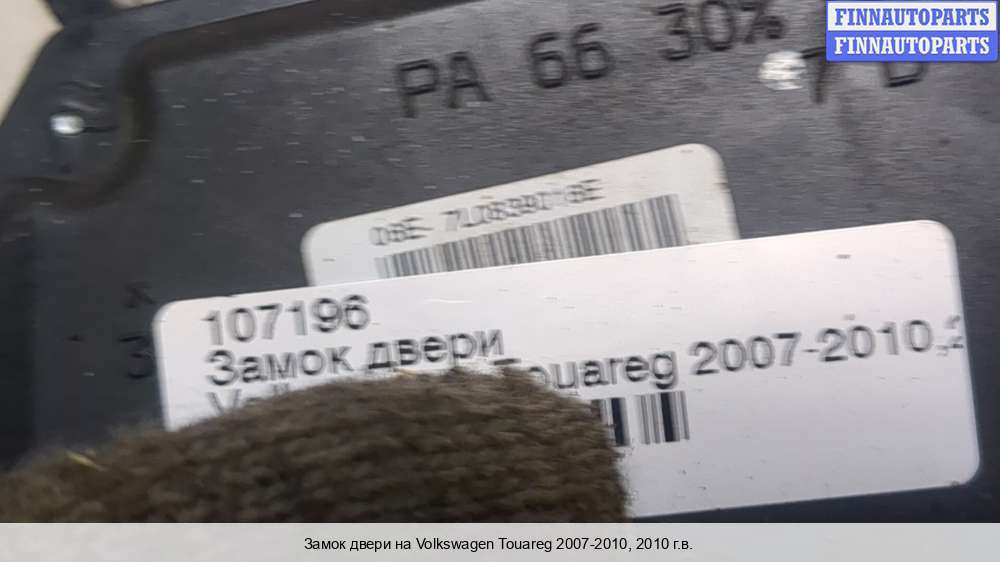 FINNAUTOPARTS
FINNAUTOPARTS
PA 66 30%
107196
Замок двери
Touareg 2007-2010,2
Замок двери на Volkswagen Touareg 2007-2010, 2010 г.в.